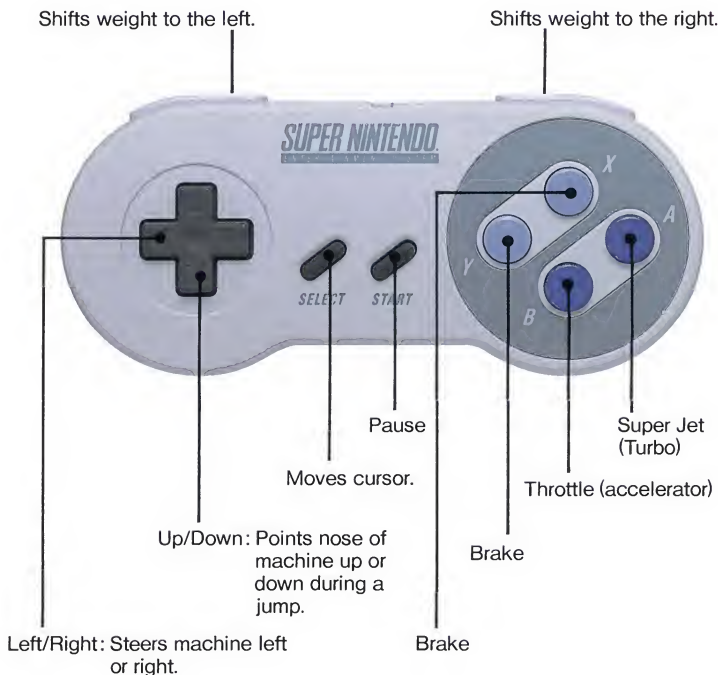 Shifts weight to the left.
Shifts weight to the right.
SUPER NINTENDO
X
A
Y
B
SELECT
START
Pause
Super Jet
(Turbo)
Moves cursor.
Throttle (accelerator)
Up/Down: Points nose of
machine up or
down during a
jump.
Brake
Left/Right: Steers machine left
or right.
Brake